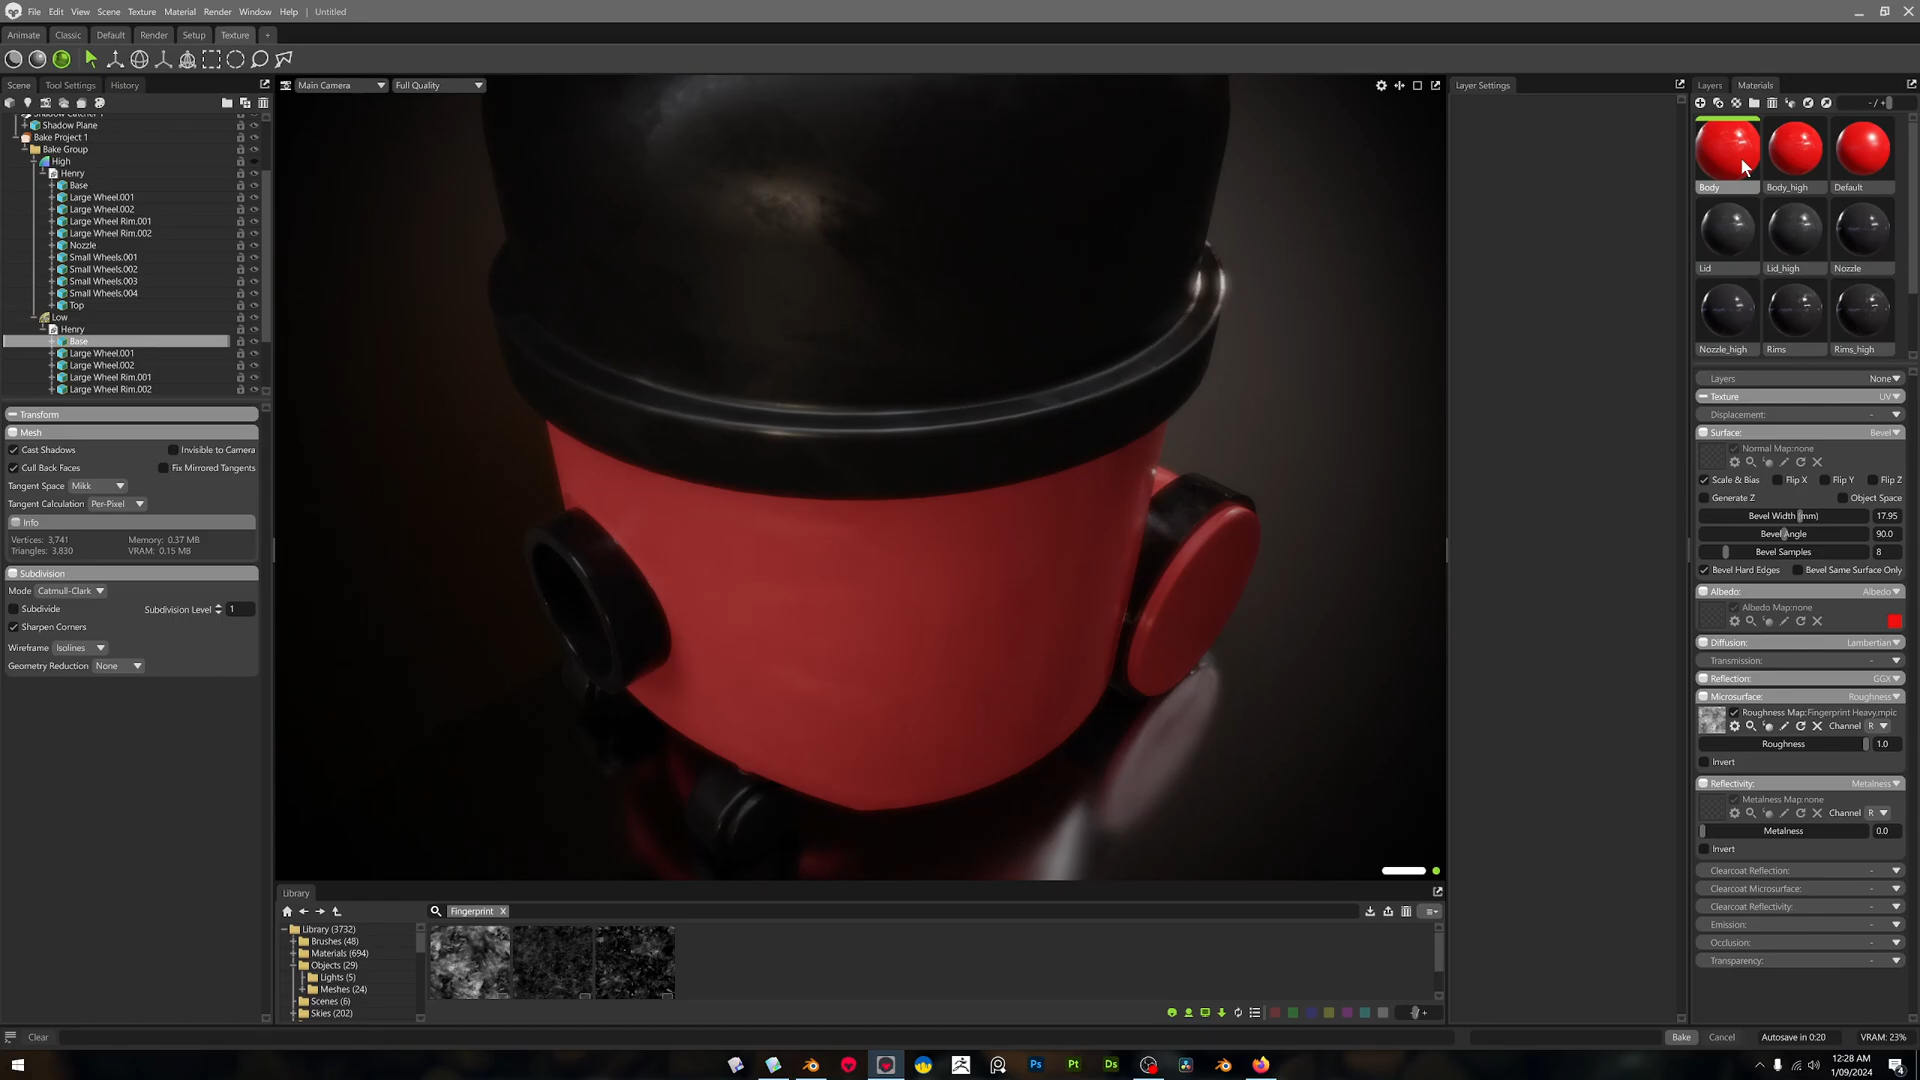 File Edit View Scene Texture Material Render Window Help Untitled
Animate Classic Default Render Setup Texture +
Scene Tool Settings History
Main Camera Full Quality
Layer Settings
Layers Materials
-/+
Shadow Plane
Bake Project 1
Bake Group
High
Henry
Base
Large Wheel.001
Large Wheel.002
Large Wheel Rim.001
Large Wheel Rim.002
Nozzle
Small Wheels.001
Small Wheels.002
Small Wheels.003
Small Wheels.004
Top
Low
Henry
Base
Large Wheel.001
Large Wheel.002
Large Wheel Rim.001
Large Wheel Rim.002
Transform
Mesh
Cast Shadows Invisible to Camera
Cull Back Faces Fix Mirrored Tangents
Tangent Space Mikk
Tangent Calculation Per-Pixel
Info
Vertices: 3,741 Memory: 0.37 MB
Triangles: 3,830 VRAM: 0.15 MB
Subdivision
Mode Catmull-Clark
Subdivide Subdivision Level 1
Sharpen Corners
Wireframe Isolines
Geometry Reduction None
Body Body_high Default
Lid Lid_high Nozzle
Nozzle_high Rims Rims_high
Layers None
Texture UV
Displacement: -
Surface: Bevel
Normal Map:none
Scale & Bias Flip X Flip Y Flip Z
Generate Z Object Space
Bevel Width (mm) 17.95
Bevel Angle 90.0
Bevel Samples 8
Bevel Hard Edges Bevel Same Surface Only
Albedo: Albedo
Albedo Map:none
Diffusion: Lambertian
Transmission: -
Reflection: GGX
Microsurface: Roughness
Roughness Map:Fingerprint Heavy.mpic
Channel R
Roughness 1.0
Invert
Reflectivity: Metalness
Metalness Map:none
Channel R
Metalness 0.0
Invert
Clearcoat Reflection: -
Clearcoat Microsurface: -
Clearcoat Reflectivity: -
Emission: -
Occlusion: -
Transparency: -
Library
Fingerprint X
Library (3732)
Brushes (48)
Materials (694)
Objects (29)
Lights (5)
Meshes (24)
Scenes (6)
Skies (202)
Clear
Bake Cancel Autosave in 0:20 VRAM: 23%
Ps Pt Ds
12:28 AM
1/09/2024
4